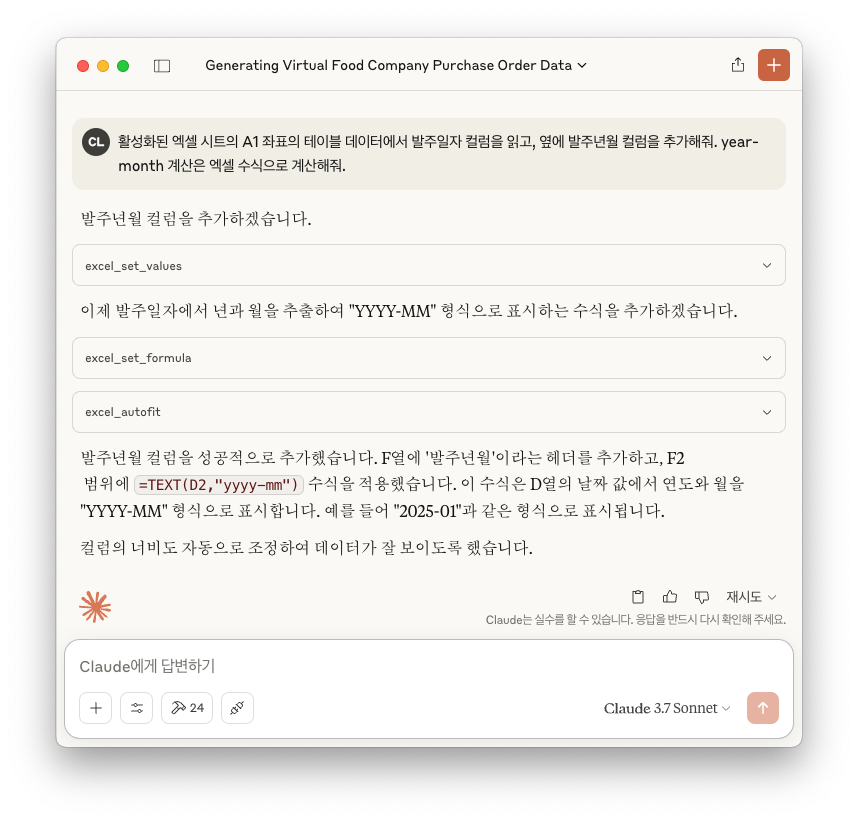 Generating Virtual Food Company Purchase Order Data
CL
활성화된 엑셀 시트의 A1 좌표의 테이블 데이터에서 발주일자 컬럼을 읽고, 옆에 발주년월 컬럼을 추가해줘. year-
month 계산은 엑셀 수식으로 계산해줘.
발주년월 컬럼을 추가하겠습니다.
excel_set_values
이제 발주일자에서 년과 월을 추출하여 "YYYY-MM" 형식으로 표시하는 수식을 추가하겠습니다.
excel_set_formula
excel_autofit
발주년월 컬럼을 성공적으로 추가했습니다. F열에 '발주년월'이라는 헤더를 추가하고, F2
범위에 =TEXT(D2,"yyyy-mm") 수식을 적용했습니다. 이 수식은 D열의 날짜 값에서 연도와 월을
"YYYY-MM" 형식으로 표시합니다. 예를 들어 "2025-01"과 같은 형식으로 표시됩니다.
컬럼의 너비도 자동으로 조정하여 데이터가 잘 보이도록 했습니다.
재시도
Claude는 실수를 할 수 있습니다. 응답을 반드시 다시 확인해 주세요.
Claude에게 답변하기
24
Claude 3.7 Sonnet